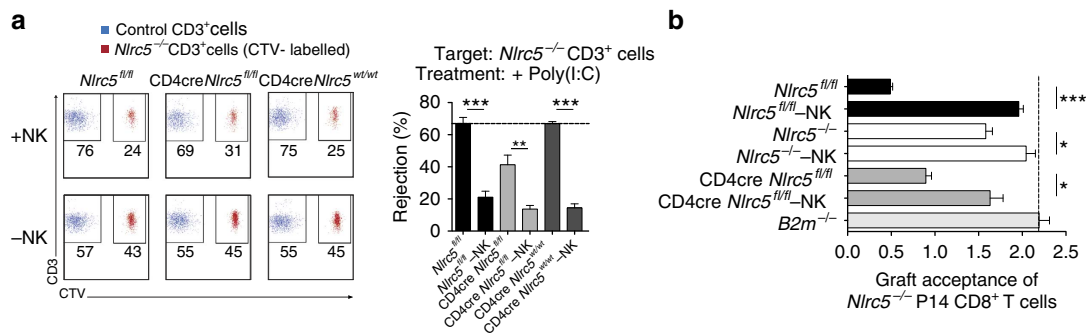 a
Control CD3+cells
Nlrc5−/−CD3+cells (CTV- labelled)
Nlrc5fl/fl CD4creNlrc5fl/fl CD4creNlrc5wt/wt
+NK
76 24 69 31 75 25
–NK
57 43 55 45 55 45
CD3
CTV
Target: Nlrc5−/− CD3+ cells
Treatment: + Poly(I:C)
Rejection (%)
80
60
40
20
0
*** ** ***
Nlrc5fl/fl
Nlrc5fl/fl –NK
CD4cre Nlrc5fl/fl
CD4cre Nlrc5fl/fl –NK
CD4cre Nlrc5wt/wt
CD4cre Nlrc5wt/wt –NK
b
Nlrc5fl/fl
Nlrc5fl/fl–NK
***
Nlrc5−/−
Nlrc5−/−–NK
*
CD4cre Nlrc5fl/fl
CD4cre Nlrc5fl/fl–NK
*
B2m−/−
0.0 0.5 1.0 1.5 2.0 2.5
Graft acceptance of
Nlrc5−/− P14 CD8+ T cells